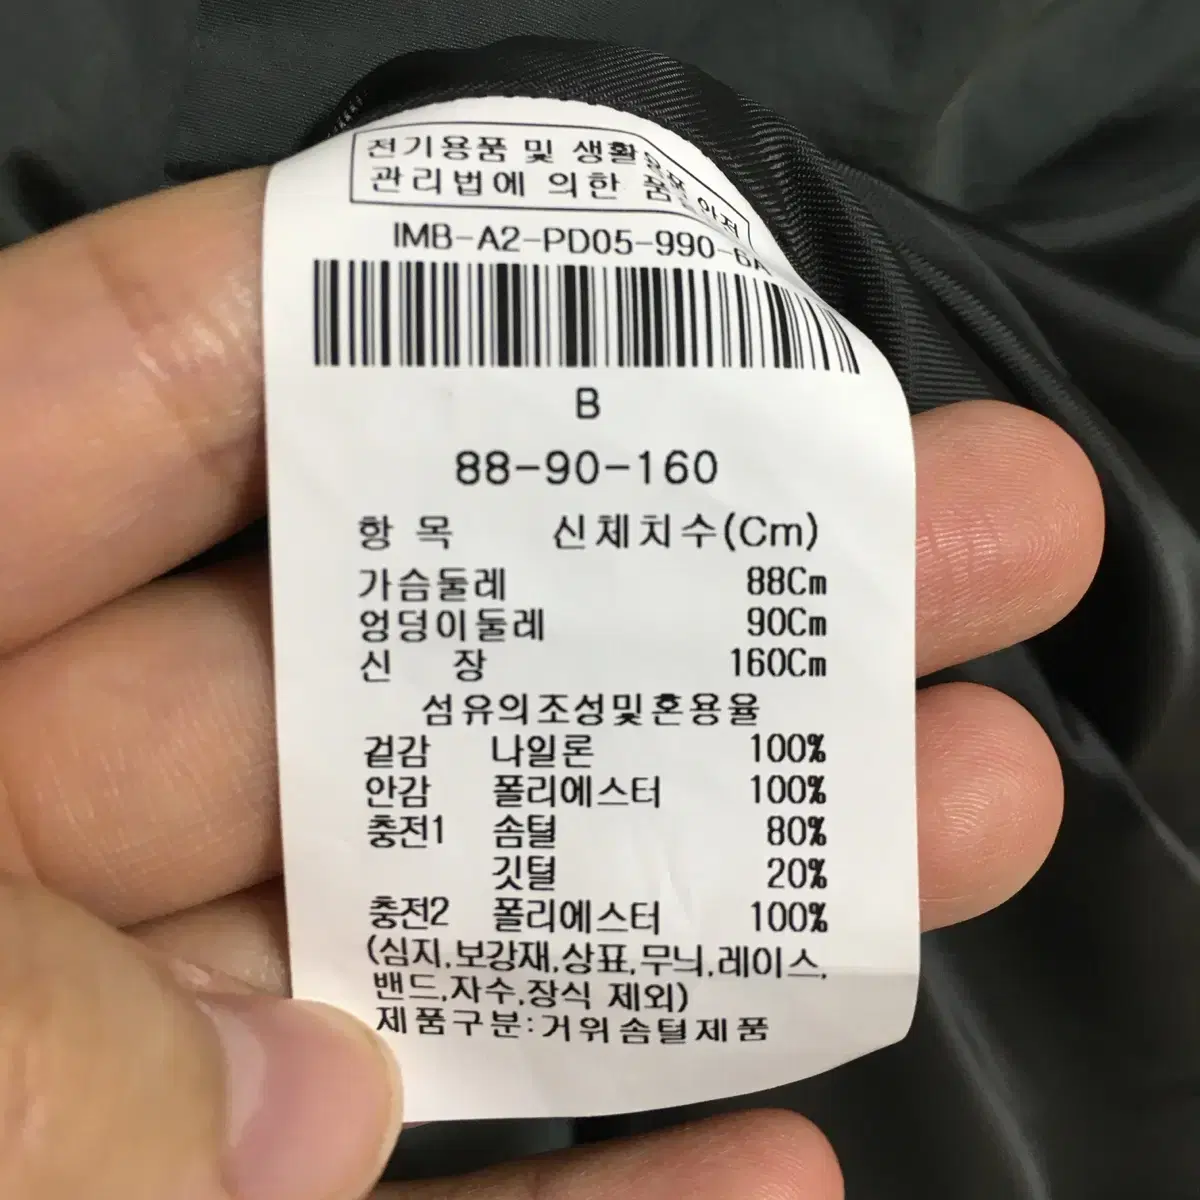 전기용품 및 생활용품 안전
관리법에 의한 품
IMB-A2-PD05-990-6A
B
88-90-160
항 목 신체치수(Cm)
가슴둘레 88Cm
엉덩이둘레 90Cm
신 장 160Cm
섬유의조성및혼용율
겉감 나일론 100%
안감 폴리에스터 100%
충전1 솜털 80%
깃털 20%
충전2 폴리에스터 100%
(심지,보강재,상표,무늬,레이스,
밴드,자수,장식 제외)
제품구분:거위솜털제품